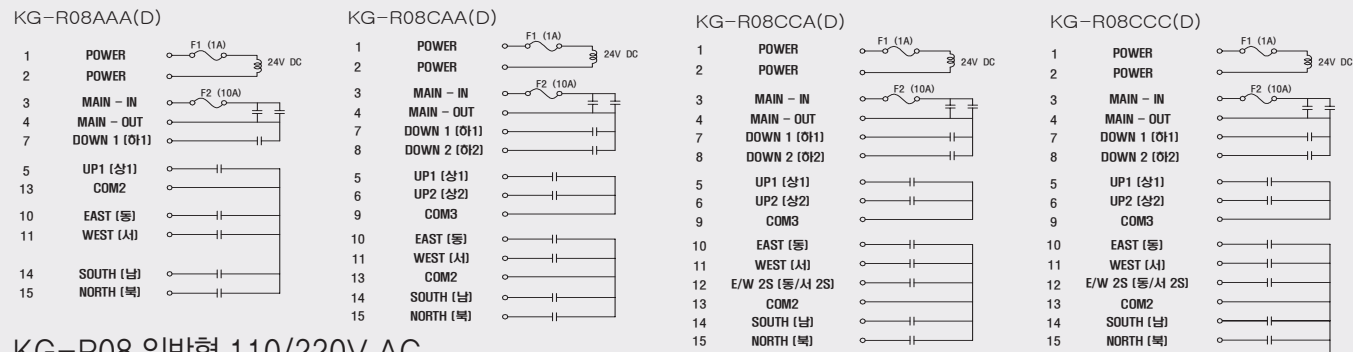 KG-R08AAA(D)
1 POWER F1 (1A)
2 POWER 24V DC
3 MAIN - IN F2 (10A)
4 MAIN - OUT
7 DOWN 1 (하1)
5 UP1 (상1)
13 COM2
10 EAST (동)
11 WEST (서)
14 SOUTH (남)
15 NORTH (북)
KG-R08CAA(D)
1 POWER F1 (1A)
2 POWER 24V DC
3 MAIN - IN F2 (10A)
4 MAIN - OUT
7 DOWN 1 (하1)
8 DOWN 2 (하2)
5 UP1 (상1)
6 UP2 (상2)
9 COM3
10 EAST (동)
11 WEST (서)
13 COM2
14 SOUTH (남)
15 NORTH (북)
KG-R08CCA(D)
1 POWER F1 (1A)
2 POWER 24V DC
3 MAIN - IN F2 (10A)
4 MAIN - OUT
7 DOWN 1 (하1)
8 DOWN 2 (하2)
5 UP1 (상1)
6 UP2 (상2)
9 COM3
10 EAST (동)
11 WEST (서)
12 E/W 2S (동/서 2S)
13 COM2
14 SOUTH (남)
15 NORTH (북)
KG-R08CCC(D)
1 POWER F1 (1A)
2 POWER 24V DC
3 MAIN - IN F2 (10A)
4 MAIN - OUT
7 DOWN 1 (하1)
8 DOWN 2 (하2)
5 UP1 (상1)
6 UP2 (상2)
9 COM3
10 EAST (동)
11 WEST (서)
12 E/W 2S (동/서 2S)
13 COM2
14 SOUTH (남)
15 NORTH (북)
KG-R08 일반형 110/220V AC